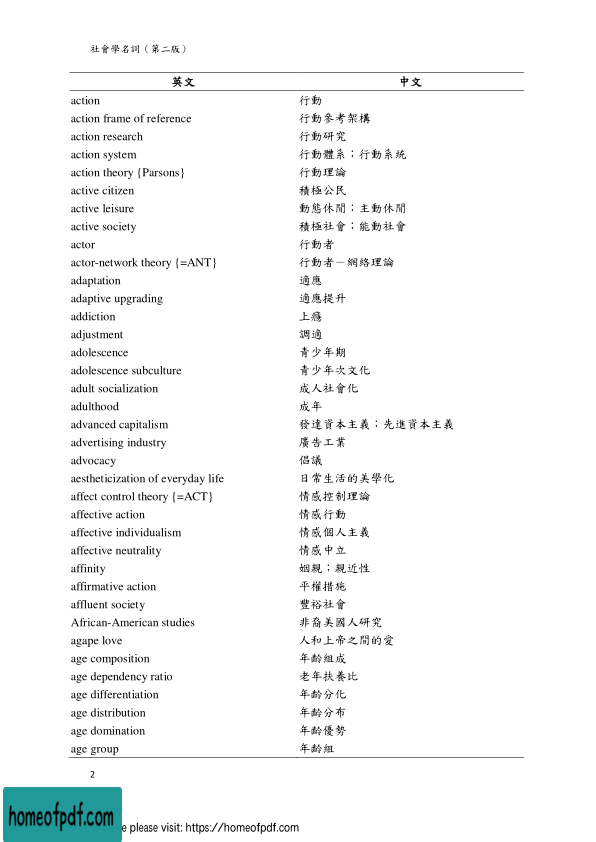 社會學名詞（第二版）
英文 中文
action 行動
action frame of reference 行動參考架構
action research 行動研究
action system 行動體系；行動系統
action theory {Parsons} 行動理論
active citizen 積極公民
active leisure 動態休閒；主動休閒
active society 積極社會；能動社會
actor 行動者
actor-network theory {=ANT} 行動者－網絡理論
adaptation 適應
adaptive upgrading 適應提升
addiction 上癮
adjustment 調適
adolescence 青少年期
adolescence subculture 青少年次文化
adult socialization 成人社會化
adulthood 成年
advanced capitalism 發達資本主義；先進資本主義
advertising industry 廣告工業
advocacy 倡議
aestheticization of everyday life 日常生活的美學化
affect control theory {=ACT} 情感控制理論
affective action 情感行動
affective individualism 情感個人主義
affective neutrality 情感中立
affinity 姻親；親近性
affirmative action 平權措施
affluent society 豐裕社會
African-American studies 非裔美國人研究
agape love 人和上帝之間的愛
age composition 年齡組成
age dependency ratio 老年扶養比
age differentiation 年齡分化
age distribution 年齡分布
age domination 年齡優勢
age group 年齡組
2
homeofpdf.com
e please visit: https://homeofpdf.com